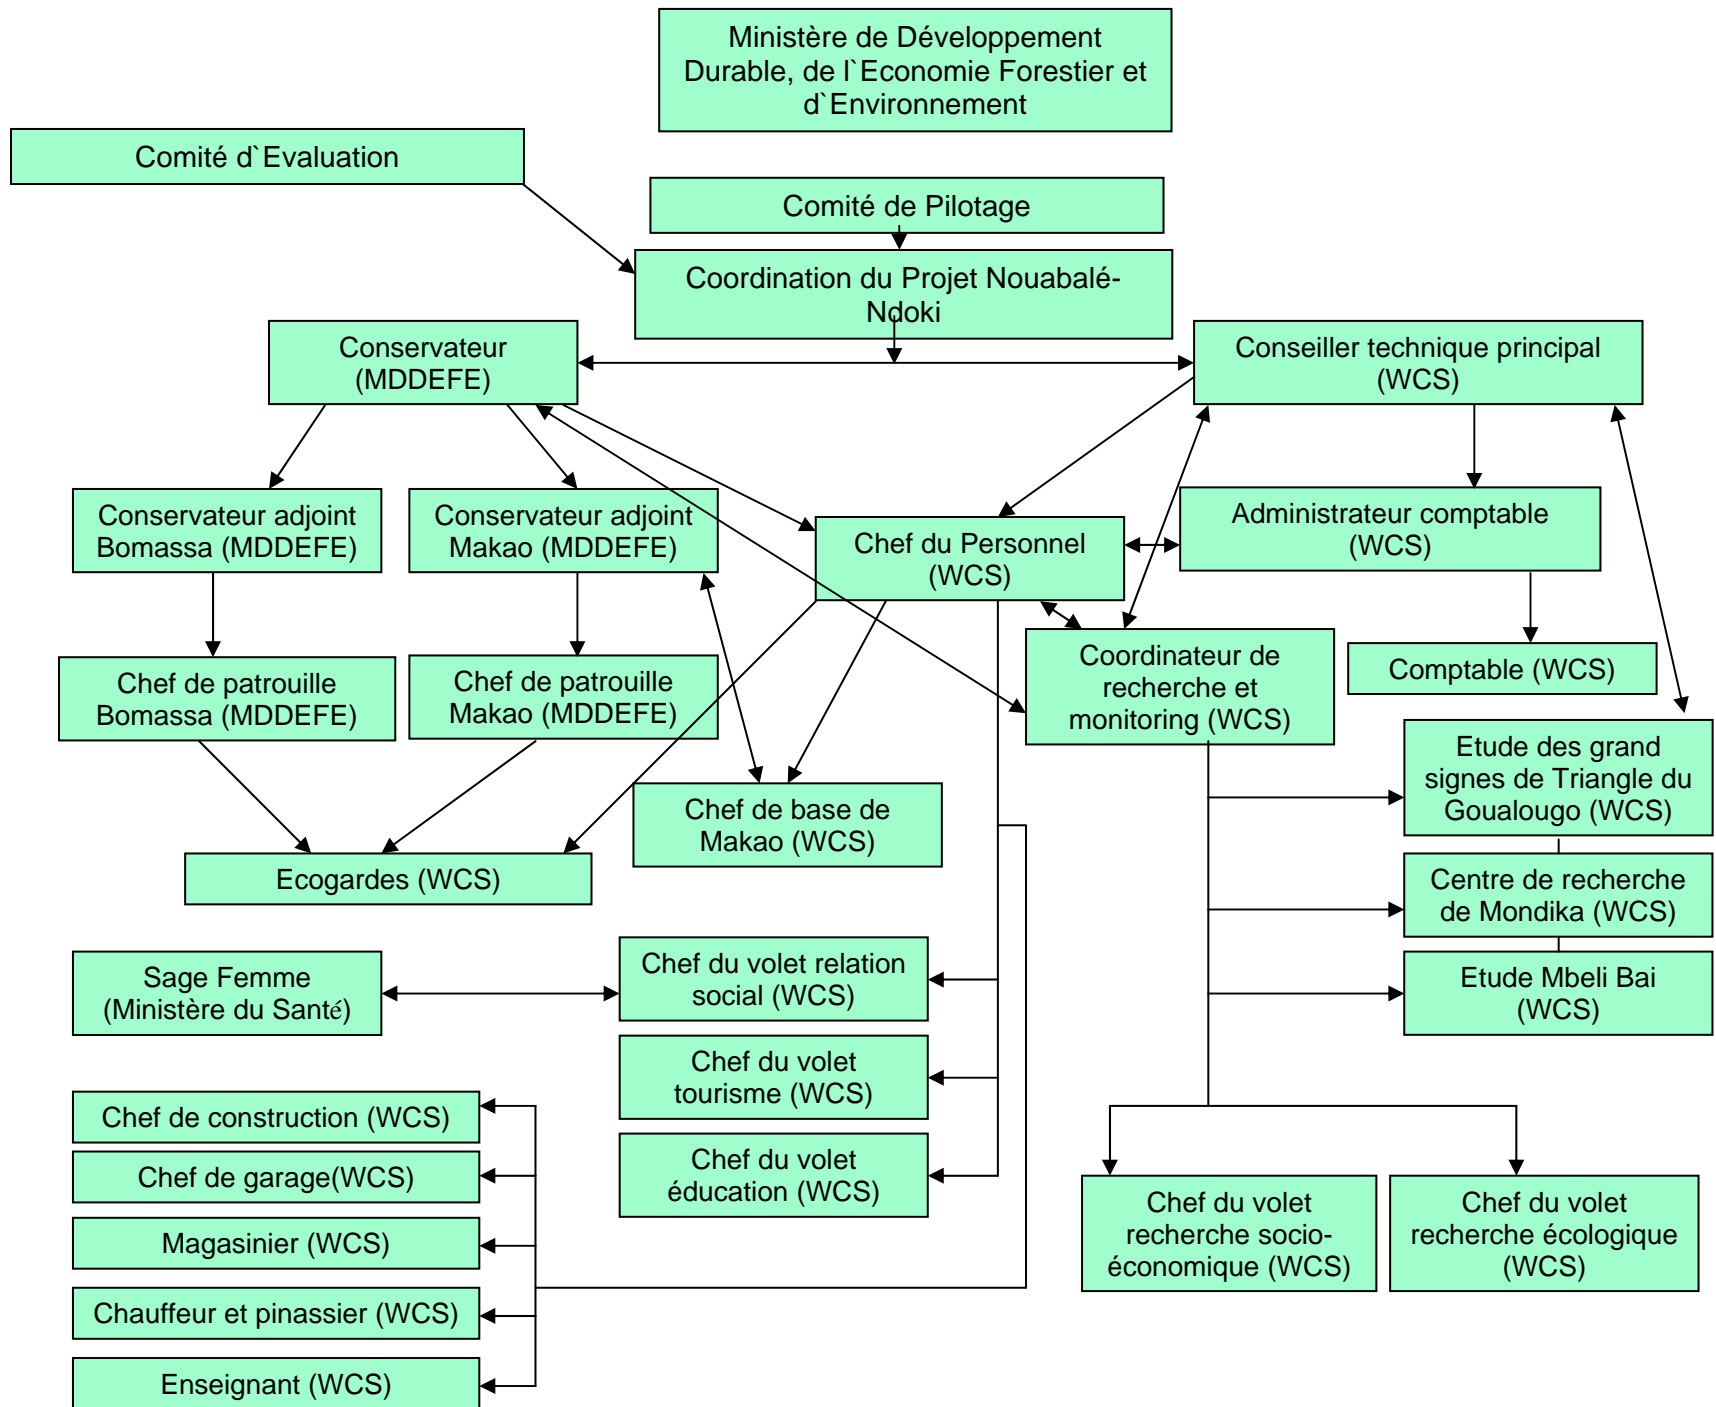 Ministère de Développement
Durable, de l`Economie Forestier et
d`Environnement
Comité d`Evaluation
Comité de Pilotage
Coordination du Projet Nouabalé-
Ndoki
Conservateur
(MDDEFE)
Conseiller technique principal
(WCS)
Conservateur adjoint
Bomassa (MDDEFE)
Conservateur adjoint
Makao (MDDEFE)
Chef du Personnel
(WCS)
Administrateur comptable
(WCS)
Chef de patrouille
Bomassa (MDDEFE)
Chef de patrouille
Makao (MDDEFE)
Coordinateur de
recherche et
monitoring (WCS)
Comptable (WCS)
Chef de base de
Makao (WCS)
Etude des grand
signes de Triangle du
Goualougo (WCS)
Ecogardes (WCS)
Centre de recherche
de Mondika (WCS)
Sage Femme
(Ministère du Santé)
Chef du volet relation
social (WCS)
Etude Mbeli Bai
(WCS)
Chef du volet
tourisme (WCS)
Chef de construction (WCS)
Chef de garage(WCS)
Chef du volet
éducation (WCS)
Magasinier (WCS)
Chef du volet
recherche socio-
économique (WCS)
Chef du volet
recherche écologique
(WCS)
Chauffeur et pinassier (WCS)
Enseignant (WCS)